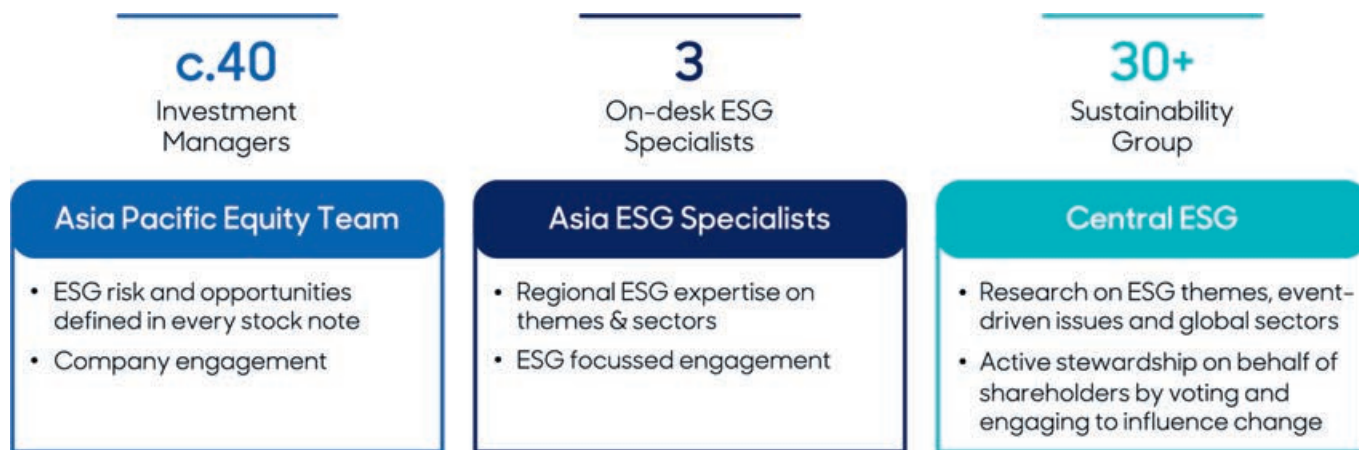 c.40
Investment
Managers
Asia Pacific Equity Team
• ESG risk and opportunities
defined in every stock note
• Company engagement
3
On-desk ESG
Specialists
Asia ESG Specialists
• Regional ESG expertise on
themes & sectors
• ESG focussed engagement
30+
Sustainability
Group
Central ESG
• Research on ESG themes, event-
driven issues and global sectors
• Active stewardship on behalf of
shareholders by voting and
engaging to influence change